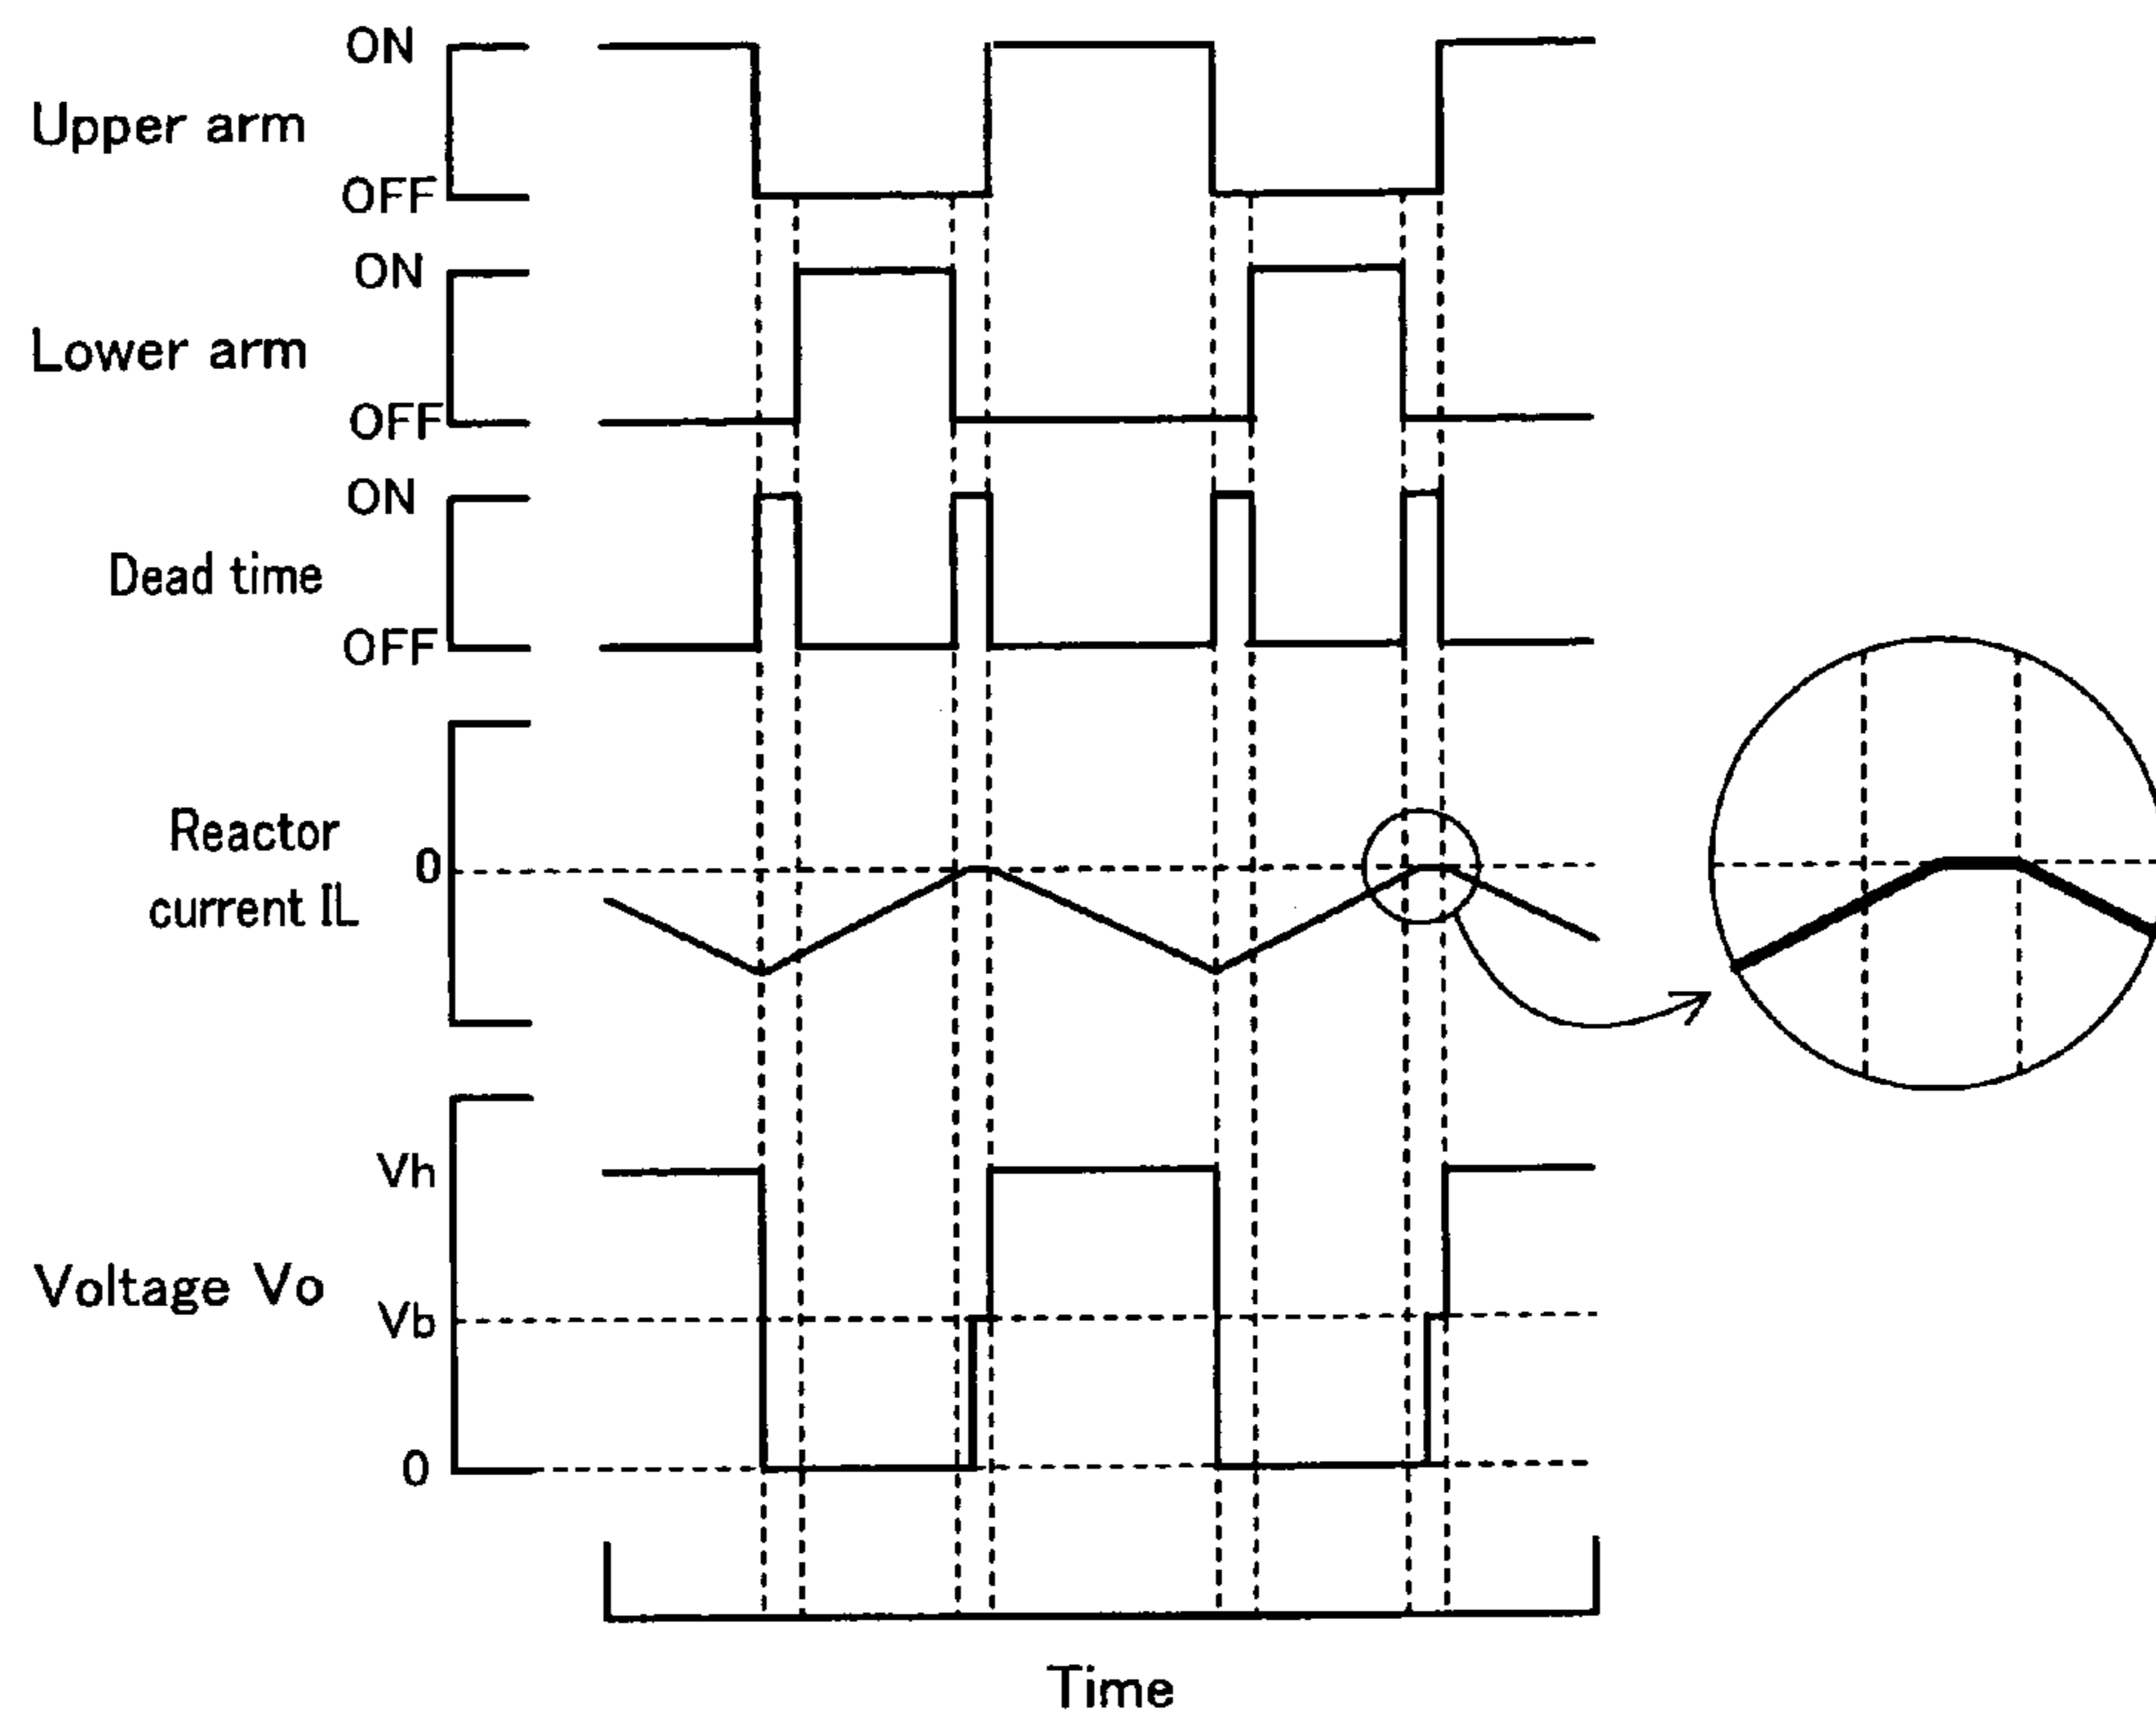 ON
Upper arm
OFF
ON
Lower arm
OFF
ON
Dead time
OFF
Reactor
0
current IL
Vh
Voltage Vo
Vb
0
Time